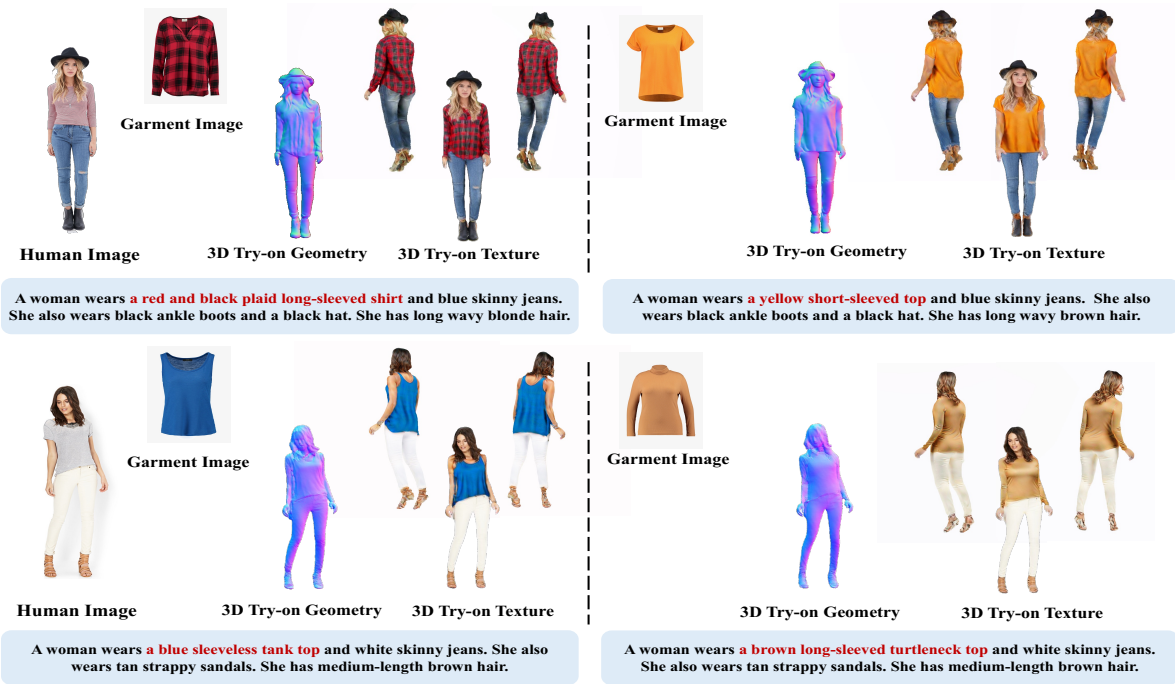 Garment Image
Human Image
3D Try-on Geometry
3D Try-on Texture
A woman wears a red and black plaid long-sleeved shirt and blue skinny jeans.
She also wears black ankle boots and a black hat. She has long wavy blonde hair.
Garment Image
3D Try-on Geometry
3D Try-on Texture
A woman wears a yellow short-sleeved top and blue skinny jeans. She also
wears black ankle boots and a black hat. She has long wavy brown hair.
Garment Image
Human Image
3D Try-on Geometry
3D Try-on Texture
A woman wears a blue sleeveless tank top and white skinny jeans. She also
wears tan strappy sandals. She has medium-length brown hair.
Garment Image
3D Try-on Geometry
3D Try-on Texture
A woman wears a brown long-sleeved turtleneck top and white skinny jeans.
She also wears tan strappy sandals. She has medium-length brown hair.